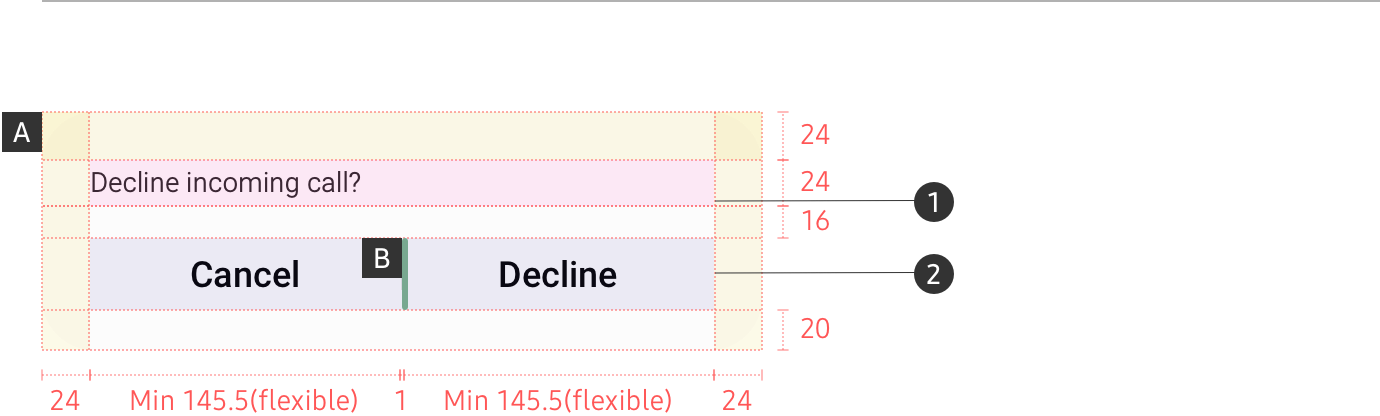 A
24
Decline incoming call?
24
1
16
Cancel
B
Decline
2
20
24 Min 145.5(flexible) 1 Min 145.5(flexible) 24